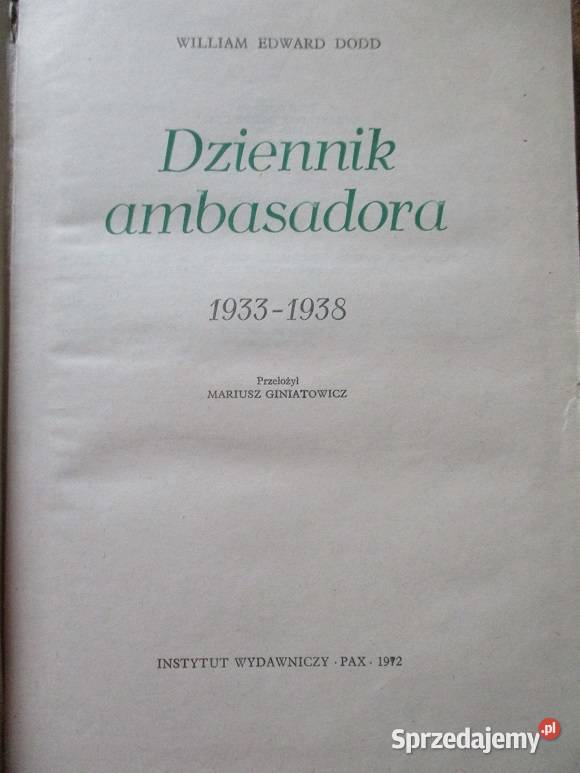 WILLIAM EDWARD DODD
Dziennik
ambasadora
1933-1938
Przełożył
MARIUSZ GINIATOWICZ
INSTYTUT WYDAWNICZY · PAX · 1972
Sprzedajemy.pl